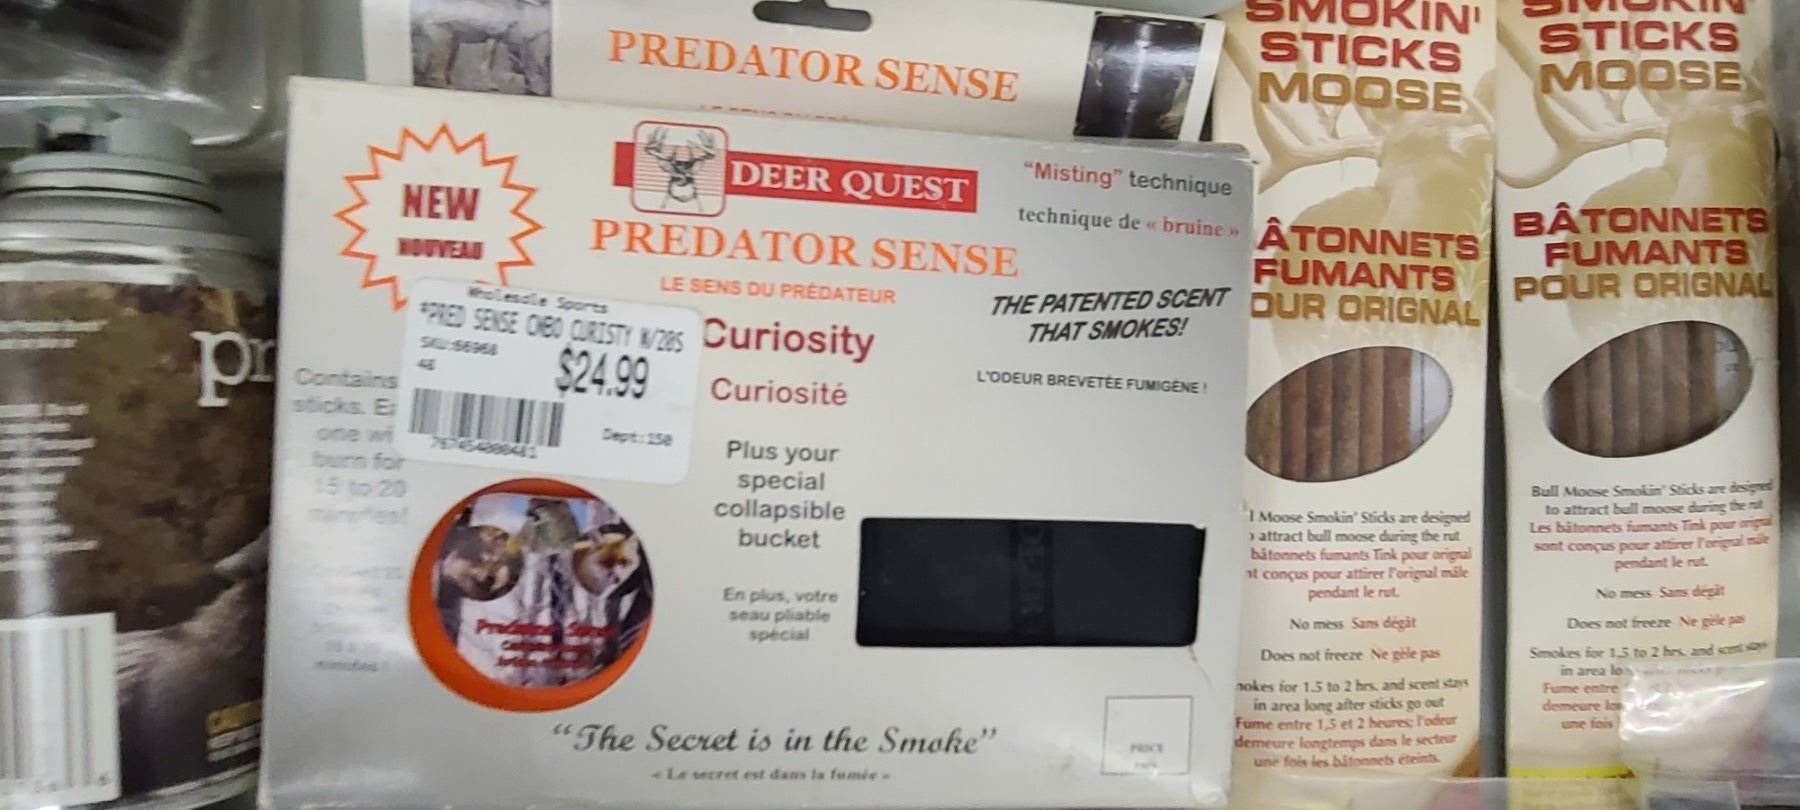 PREDATOR SENSE
NEW
NOUVEAU
DEER QUEST
"Misting" technique
technique de « bruine »
PREDATOR SENSE
LE SENS DU PRÉDATEUR
THE PATENTED SCENT
THAT SMOKES!
L'ODEUR BREVETÉE FUMIGÈNE !
Wholesale Sports
*PRED SENSE
SKU:66968
48
$24.99
Dept:150
Curiosity
Curiosité
Contains
sticks.
burn for
15 to 20
Plus your
special
collapsible
bucket
En plus, votre
seau pliable
spécial
"The Secret is in the Smoke"
« Le secret est dans la fumée »
PRICE
pr
SMOKIN'
STICKS
MOOSE
ÂTONNETS
FUMANTS
OUR ORIGNAL
Moose Smokin' Sticks are designed
attract bull moose during the rut
bâtonnets fumants Tink pour orignal
nt conçus pour attirer l'orignal mâle
pendant le rut.
No mess Sans dégât
Does not freeze Ne gèle pas
mokes for 1.5 to 2 hrs. and scent stays
in area long after sticks go out
Fume entre 1,5 et 2 heures; l'odeur
demeure longtemps dans le secteur
une fois les bâtonnets éteints.
SMOKIN'
STICKS
MOOSE
BÂTONNETS
FUMANTS
POUR ORIGNAL
Bull Moose Smokin' Sticks are designed
to attract bull moose during the rut
Les bâtonnets fumants Tink pour orignal
sont conçus pour attirer l'orignal mâle
pendant le rut.
No mess Sans dégât
Does not freeze Ne gèle pas
Smokes for 1.5 to 2 hrs. and scent stays
in area lo
Fume entre
demeure lon
une fois